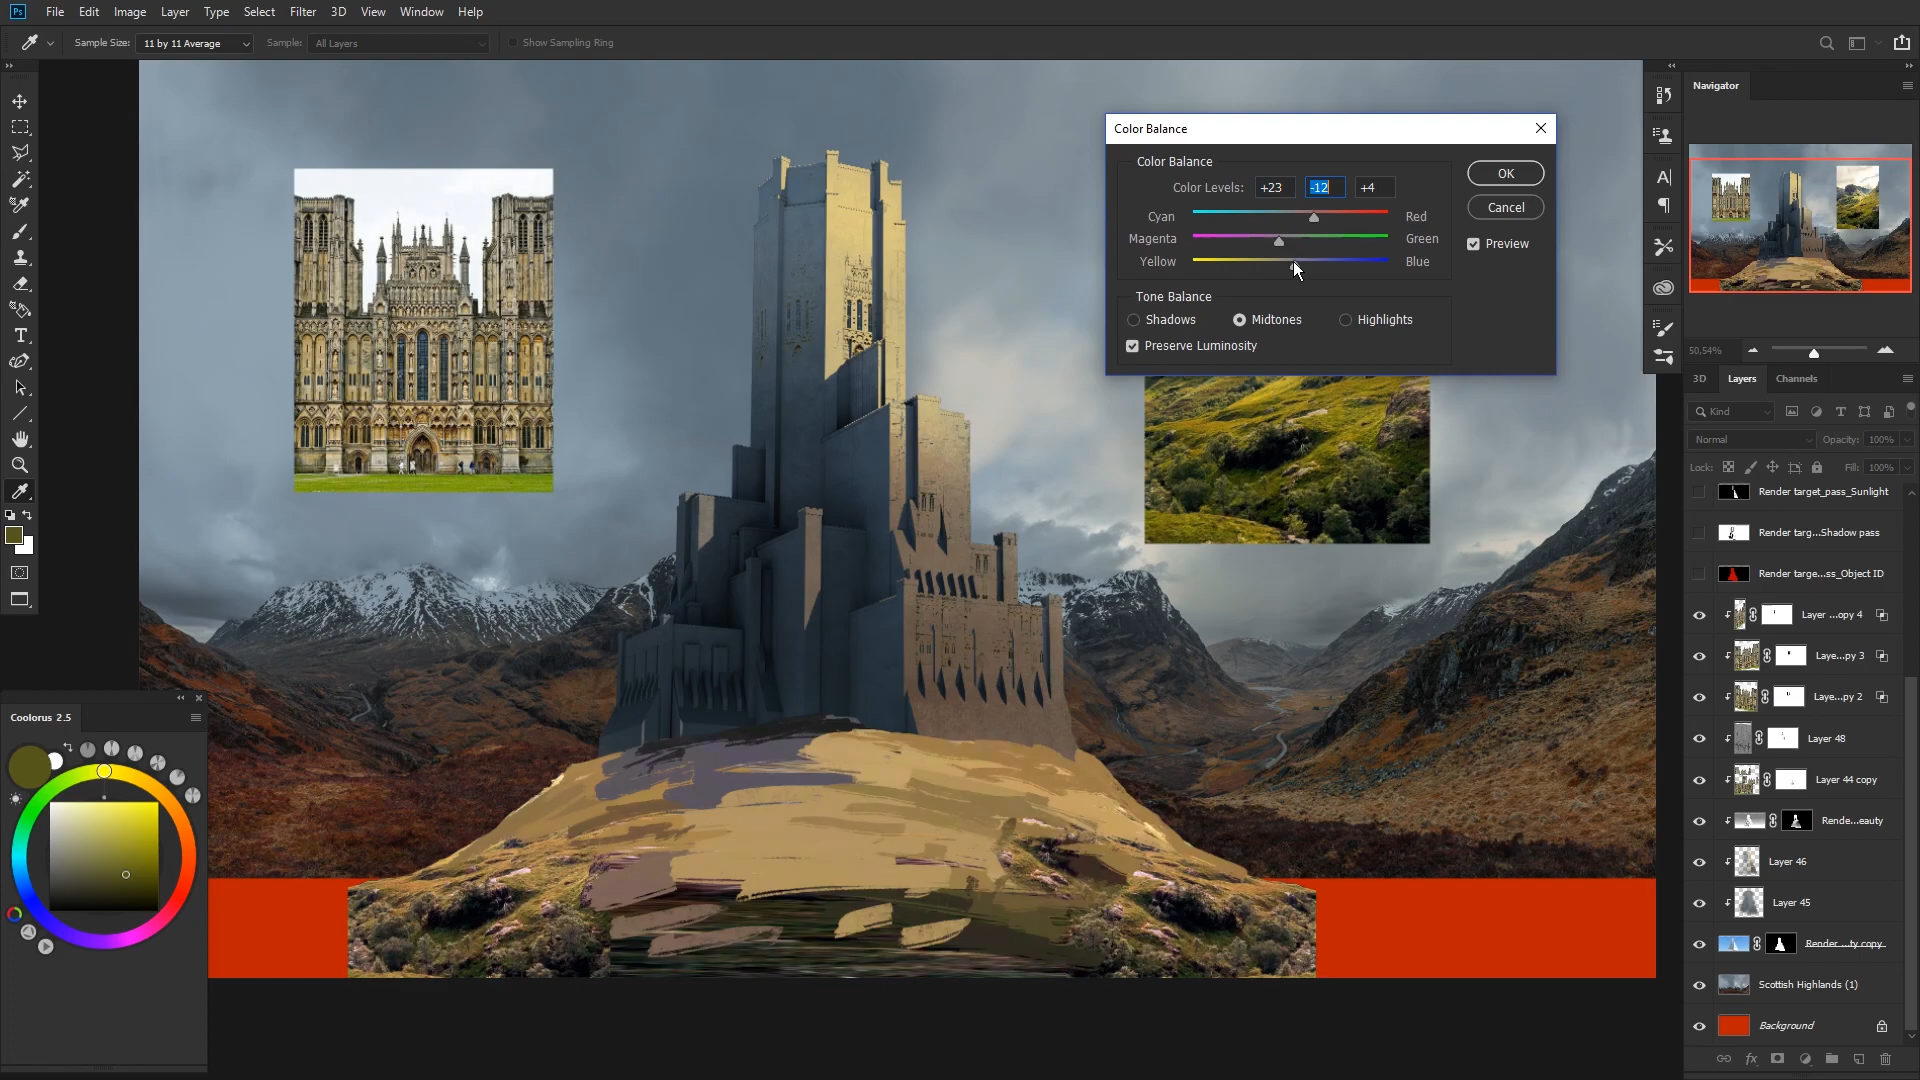 Ps File Edit Image Layer Type Select Filter 3D View Window Help
Sample Size: 11 by 11 Average Sample: All Layers Show Sampling Ring
Navigator
Color Balance
Color Balance
Color Levels: +23 -12 +4
Cyan Red
Magenta Green
Yellow Blue
Tone Balance
Shadows Midtones Highlights
Preserve Luminosity
OK
Cancel
Preview
50,54%
3D Layers Channels
Kind
Normal Opacity: 100%
Lock: Fill: 100%
Render target_pass_Sunlight
Render targ...Shadow pass
Render targe...ss_Object ID
Layer ...opy 4
Laye...py 3
Laye...py 2
Layer 48
Layer 44 copy
Rende...eauty
Layer 46
Layer 45
Render ...ty copy
Scottish Highlands (1)
Background
Coolorus 2.5